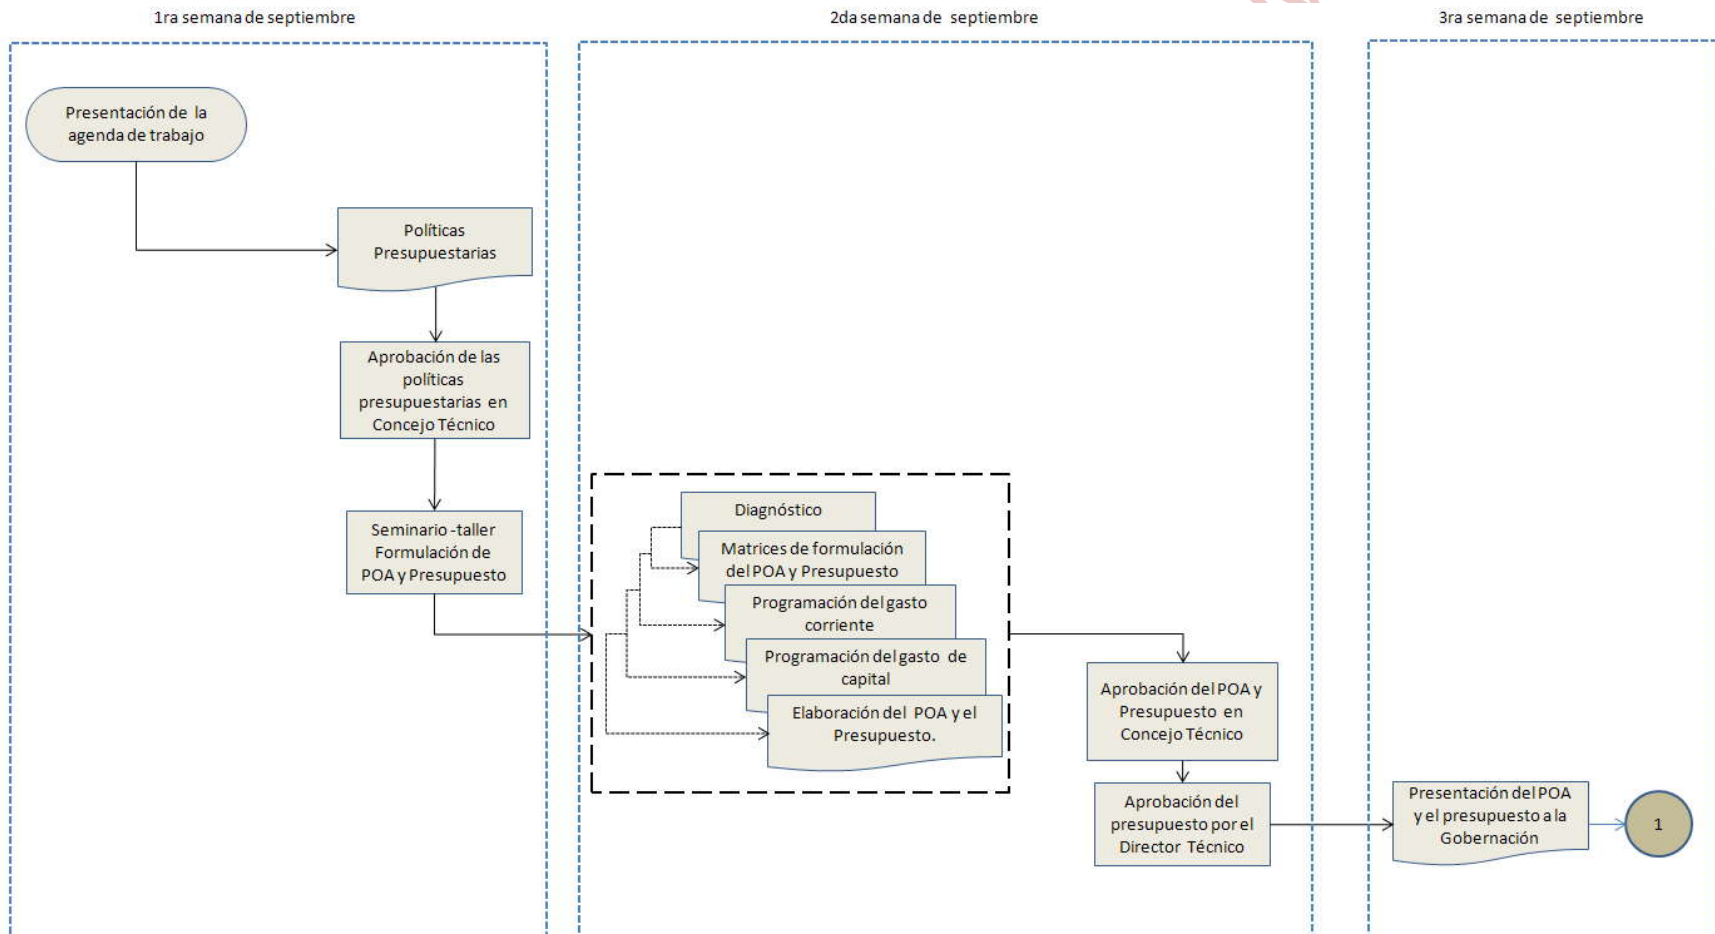 1ra semana de septiembre
2da semana de septiembre
3ra semana de septiembre
Presentación de la
agenda de trabajo
Políticas
Presupuestarias
Aprobación de las
políticas
presupuestarias en
Concejo Técnico
Seminario -taller
Formulación de
POA y Presupuesto
Diagnóstico
Matrices de formulación
del POA y Presupuesto
Programación del gasto
corriente
Programación del gasto de
capital
Elaboración del POA y el
Presupuesto.
Aprobación del POA y
Presupuesto en
Concejo Técnico
Aprobación del
presupuesto por el
Director Técnico
Presentación del POA
y el presupuesto a la
Gobernación
1